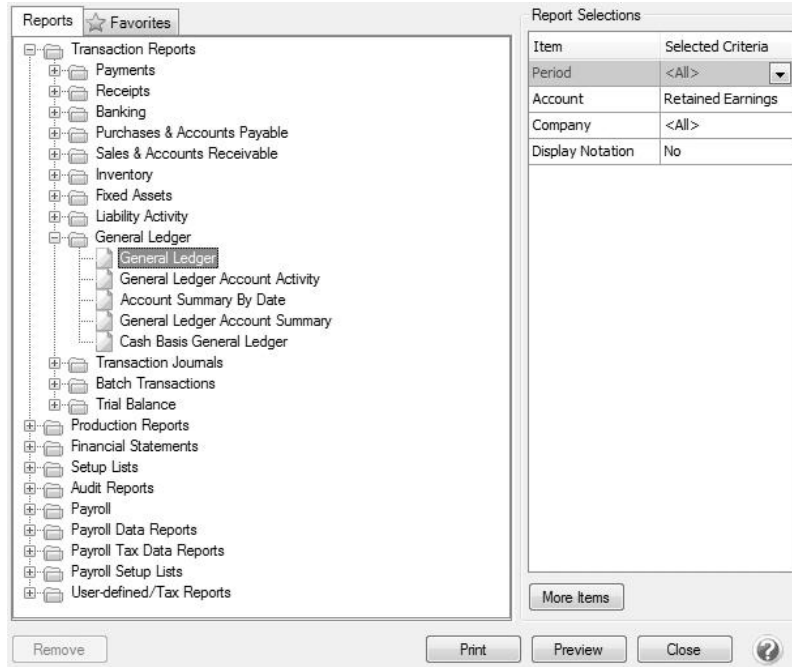 Reports
Favorites
Transaction Reports
Payments
Receipts
Banking
Purchases & Accounts Payable
Sales & Accounts Receivable
Inventory
Fixed Assets
Liability Activity
General Ledger
General Ledger
General Ledger Account Activity
Account Summary By Date
General Ledger Account Summary
Cash Basis General Ledger
Transaction Journals
Batch Transactions
Trial Balance
Production Reports
Financial Statements
Setup Lists
Audit Reports
Payroll
Payroll Data Reports
Payroll Tax Data Reports
Payroll Setup Lists
User-defined/Tax Reports
Report Selections
Item Selected Criteria
Period <All>
Account Retained Earnings
Company <All>
Display Notation No
More Items
Remove Print Preview Close ?